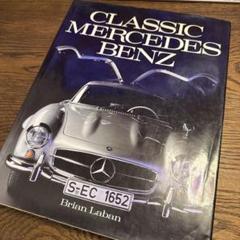 CLASSIC
MERCEDES
BENZ
S-EC 1652
Brian Laban